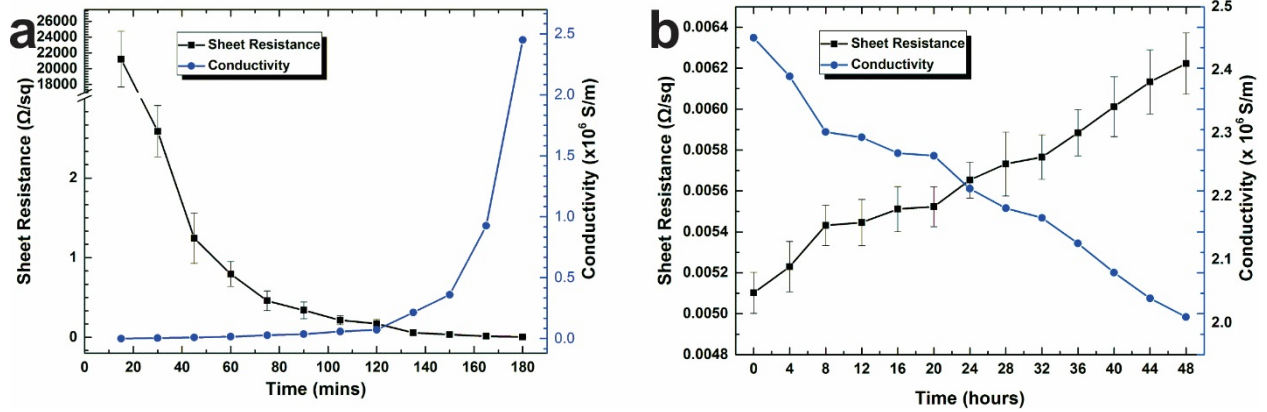 a
26000
24000
22000
20000
18000
2
1
0
Sheet Resistance (Ω/sq)
Sheet Resistance
Conductivity
2.5
2.0
1.5
1.0
0.5
0.0
Conductivity (x10⁶ S/m)
0 20 40 60 80 100 120 140 160 180
Time (mins)
b
0.0064
0.0062
0.0060
0.0058
0.0056
0.0054
0.0052
0.0050
0.0048
Sheet Resistance (Ω/sq)
Sheet Resistance
Conductivity
2.5
2.4
2.3
2.2
2.1
2.0
Conductivity (x 10⁶ S/m)
0 4 8 12 16 20 24 28 32 36 40 44 48
Time (hours)